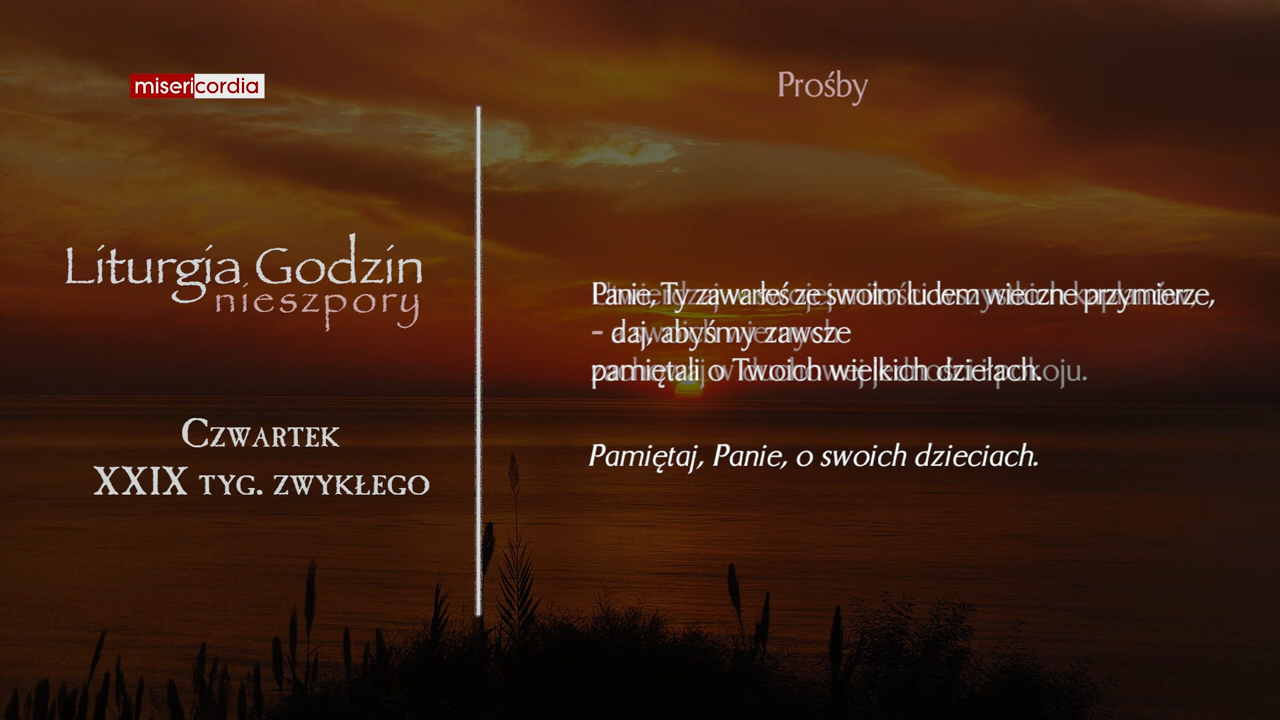 misericordia
Prośby
Liturgia Godzin
nieszpory
Panie, Ty zawarłeś ze swoim ludem wieczne przymierze,
- daj, abyśmy zawsze
pamiętali o Twoich wielkich dziełach.
Czwartek
XXIX tyg. zwykłego
Pamiętaj, Panie, o swoich dzieciach.